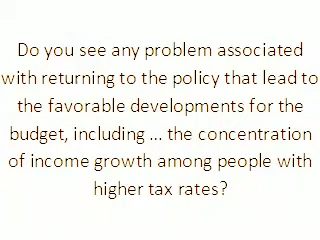 Do you see any problem associated
with returning to the policy that lead to
the favorable developments for the
budget, including ... the concentration
of income growth among people with
higher tax rates?